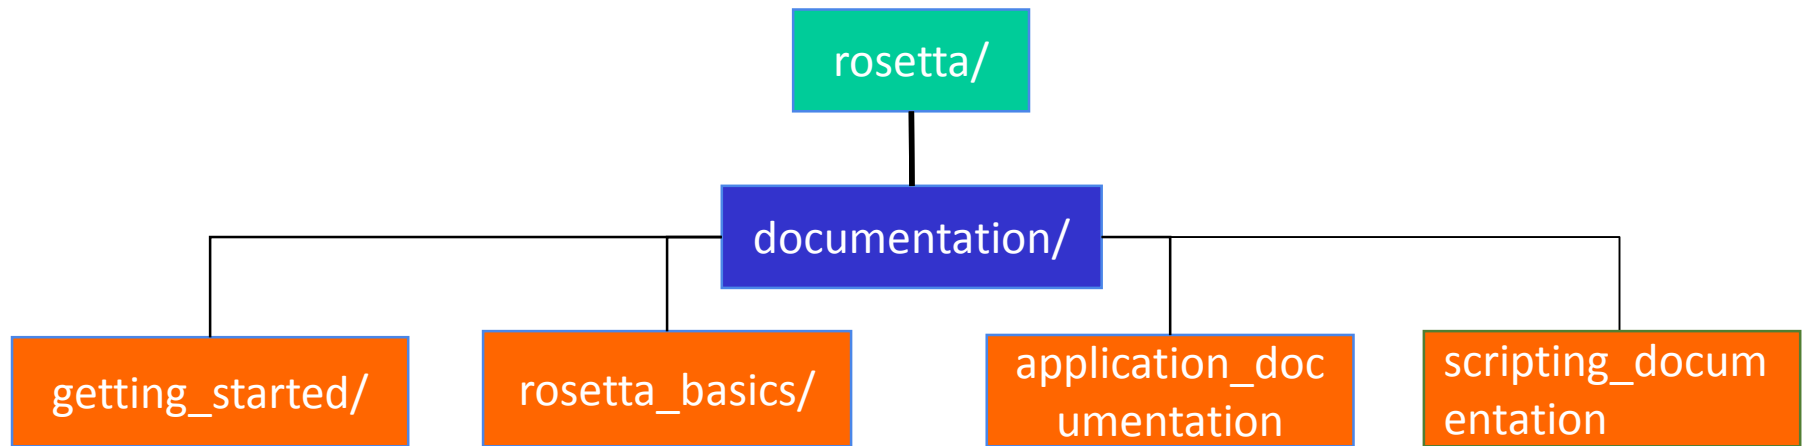 rosetta/
documentation/
getting_started/
rosetta_basics/
application_doc
umentation
scripting_docum
entation